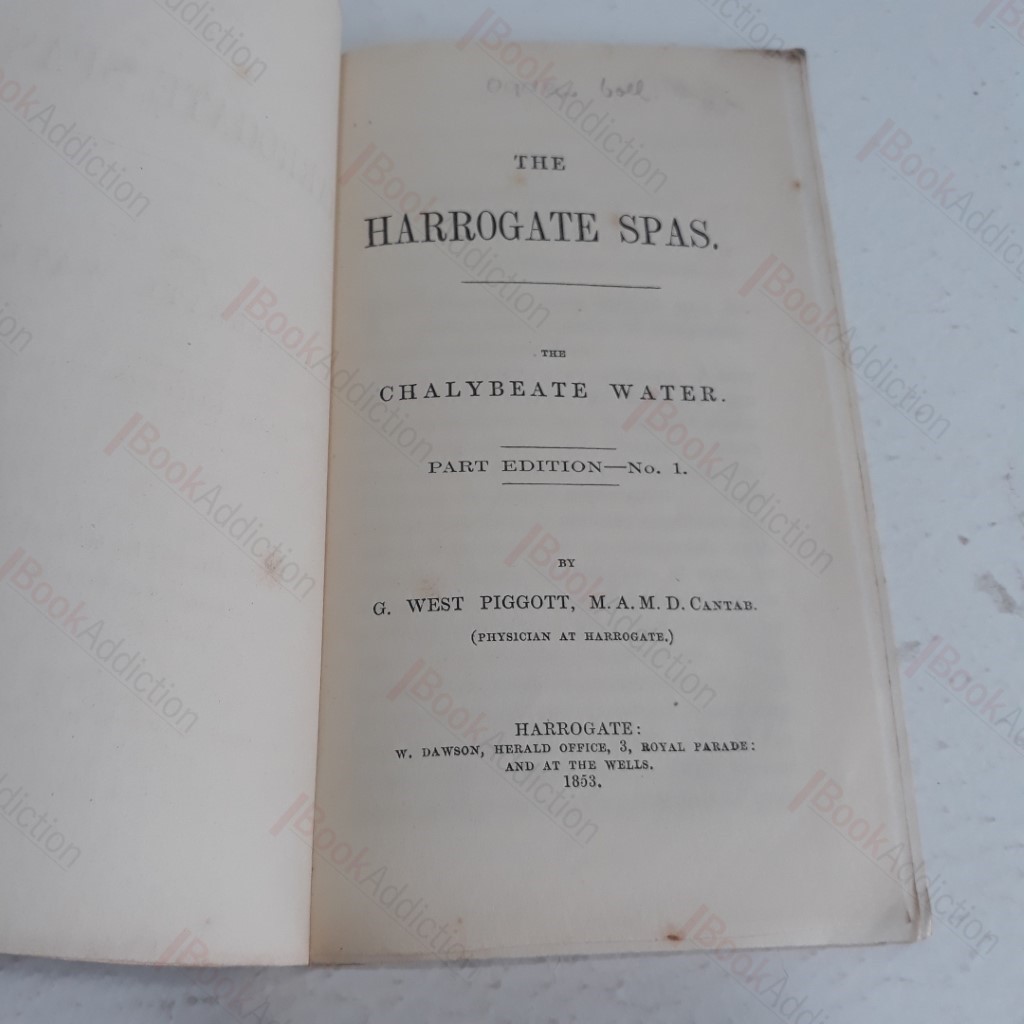 THE
HARROGATE SPAS.
THE
CHALYBEATE WATER.
PART EDITION—No. 1.
BY
G. WEST PIGGOTT, M. A. M. D. CANTAB.
(PHYSICIAN AT HARROGATE.)
HARROGATE:
W. DAWSON, HERALD OFFICE, 3, ROYAL PARADE:
AND AT THE WELLS.
1853.
BookAddiction